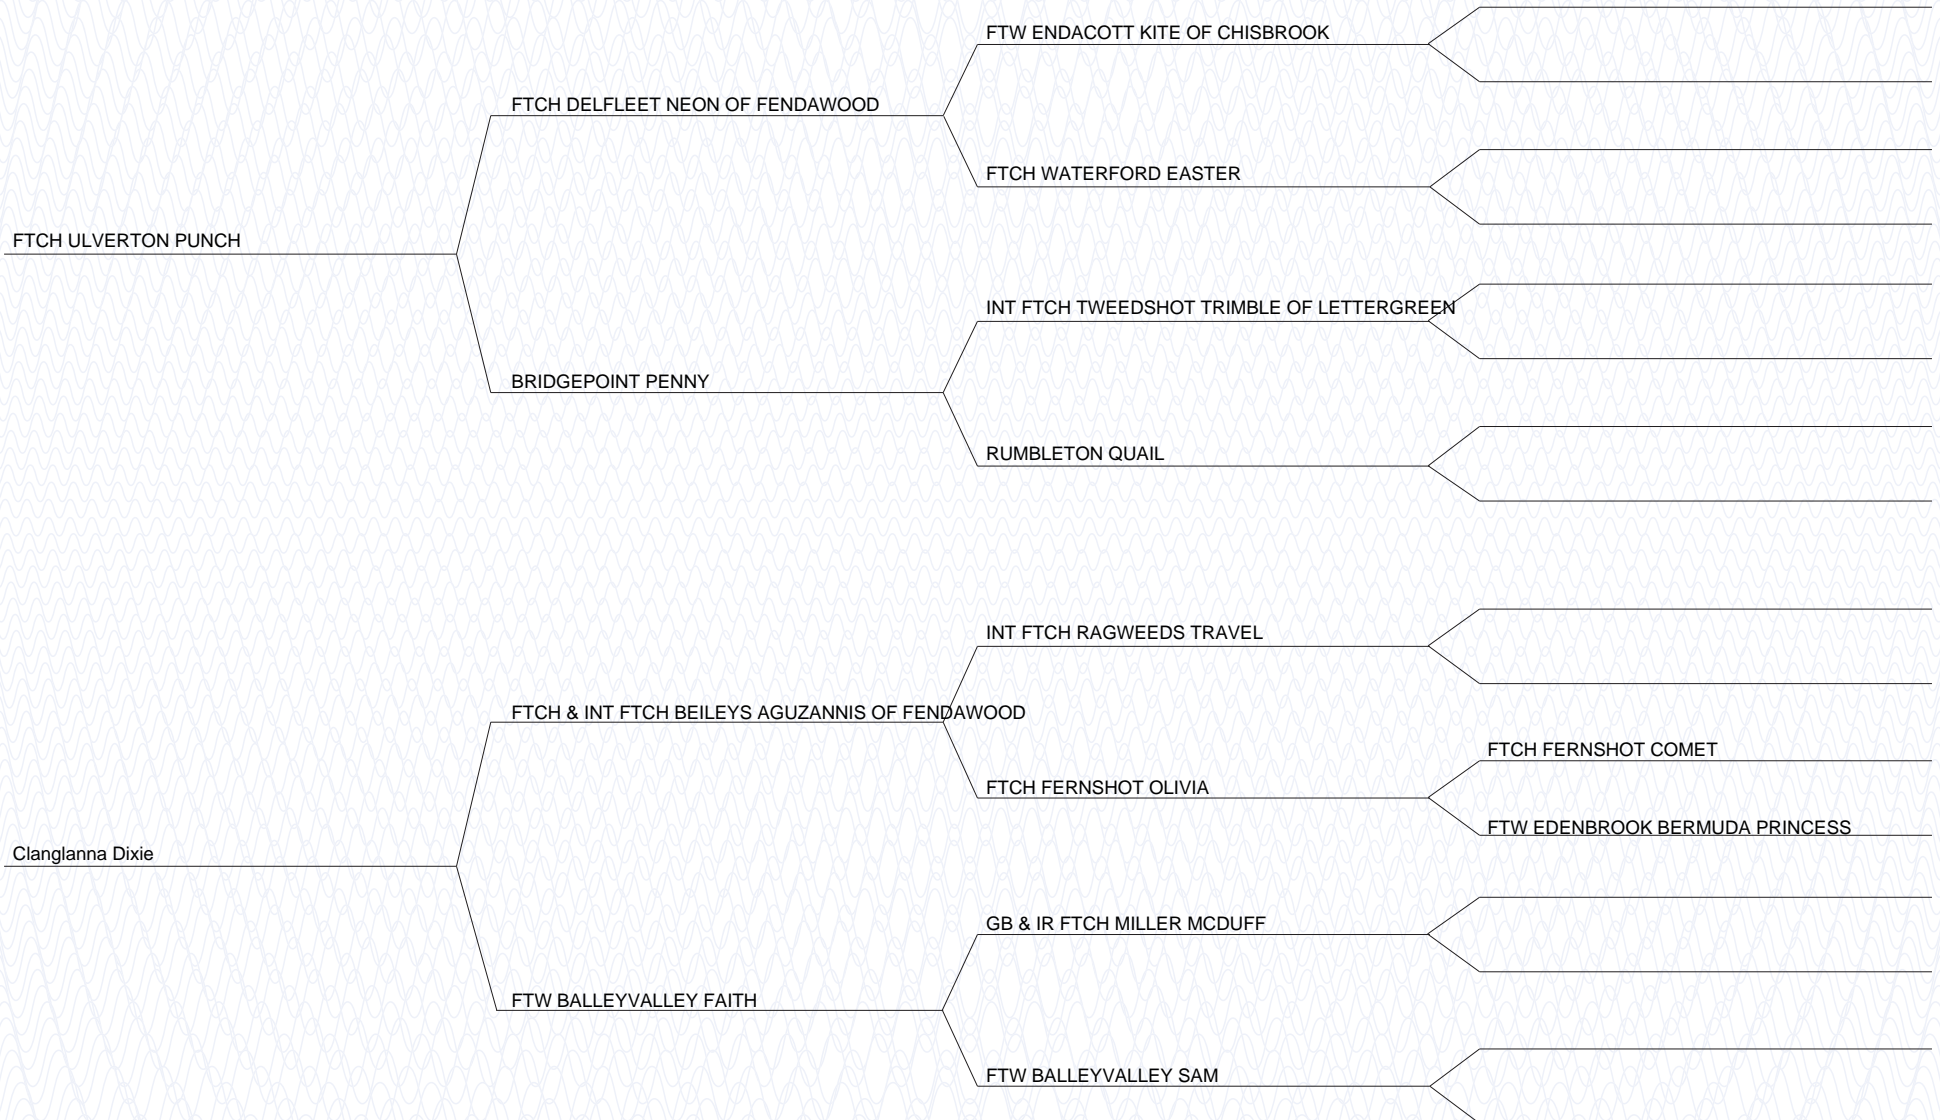 FTW ENDACOTT KITE OF CHISBROOK
FTCH DELFLEET NEON OF FENDAWOOD
FTCH WATERFORD EASTER
FTCH ULVERTON PUNCH
INT FTCH TWEEDSHOT TRIMBLE OF LETTERGREEN
BRIDGEPOINT PENNY
RUMBLETON QUAIL
INT FTCH RAGWEEDS TRAVEL
FTCH & INT FTCH BEILEYS AGUZANNIS OF FENDAWOOD
FTCH FERNSHOT COMET
FTCH FERNSHOT OLIVIA
FTW EDENBROOK BERMUDA PRINCESS
Clanglanna Dixie
GB & IR FTCH MILLER MCDUFF
FTW BALLEYVALLEY FAITH
FTW BALLEYVALLEY SAM